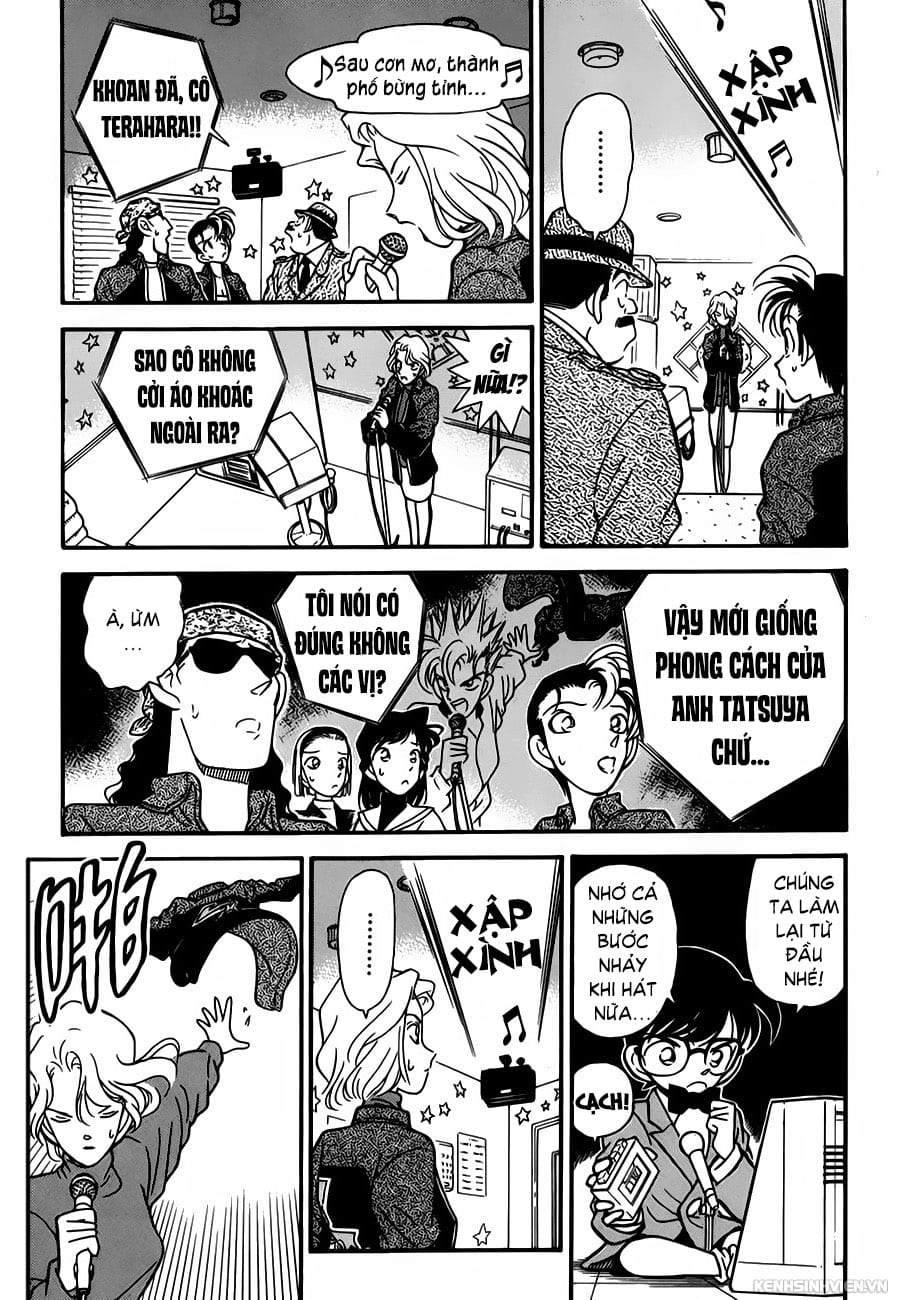 XẬP
XÌNH
♪
.........
♪ Sau cơn mơ, thành ♫
phố bừng tỉnh...
KHOAN ĐÃ, CÔ
TERAHARA!!
GÌ
NỮA!?
SAO CÔ KHÔNG
CỞI ÁO KHOÁC
NGOÀI RA?
VẬY MỚI GIỐNG
PHONG CÁCH CỦA
ANH TATSUYA
CHỨ...
TÔI NÓI CÓ
ĐÚNG KHÔNG
CÁC VỊ?
À, ỪM
...
CHÚNG
TA LÀM
LẠI TỪ
ĐẦU
NHÉ!
NHỚ CẢ
NHỮNG
BƯỚC
NHẢY
KHI HÁT
NỮA...
CẠCH!
XẬP
XÌNH
♫
.........
KENHSINHVIEN.VN